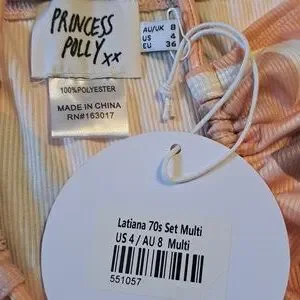 PRINCESS
POLLY xx
AU/UK 8
US 4
EU 36
100%POLYESTER
MADE IN CHINA
RN#163017
Latiana 70s Set Multi
US 4 / AU 8 Multi
551057